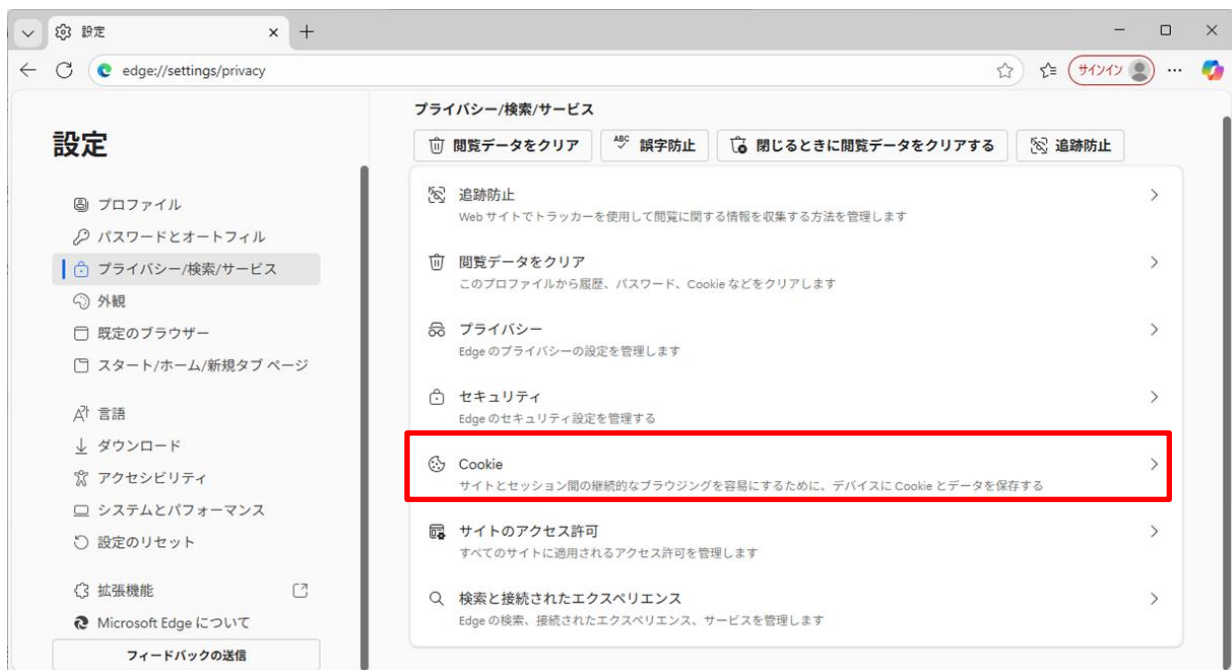 設定
edge://settings/privacy
サインイン
設定
プロファイル
パスワードとオートフィル
プライバシー/検索/サービス
外観
既定のブラウザー
スタート/ホーム/新規タブ ページ
言語
ダウンロード
アクセシビリティ
システムとパフォーマンス
設定のリセット
拡張機能
Microsoft Edge について
フィードバックの送信
プライバシー/検索/サービス
閲覧データをクリア
ABC 誤字防止
閉じるときに閲覧データをクリアする
追跡防止
追跡防止
Web サイトでトラッカーを使用して閲覧に関する情報を収集する方法を管理します
閲覧データをクリア
このプロファイルから履歴、パスワード、Cookie などをクリアします
プライバシー
Edge のプライバシーの設定を管理します
セキュリティ
Edge のセキュリティ設定を管理する
Cookie
サイトとセッション間の継続的なブラウジングを容易にするために、デバイスに Cookie とデータを保存する
サイトのアクセス許可
すべてのサイトに適用されるアクセス許可を管理します
検索と接続されたエクスペリエンス
Edge の検索、接続されたエクスペリエンス、サービスを管理します